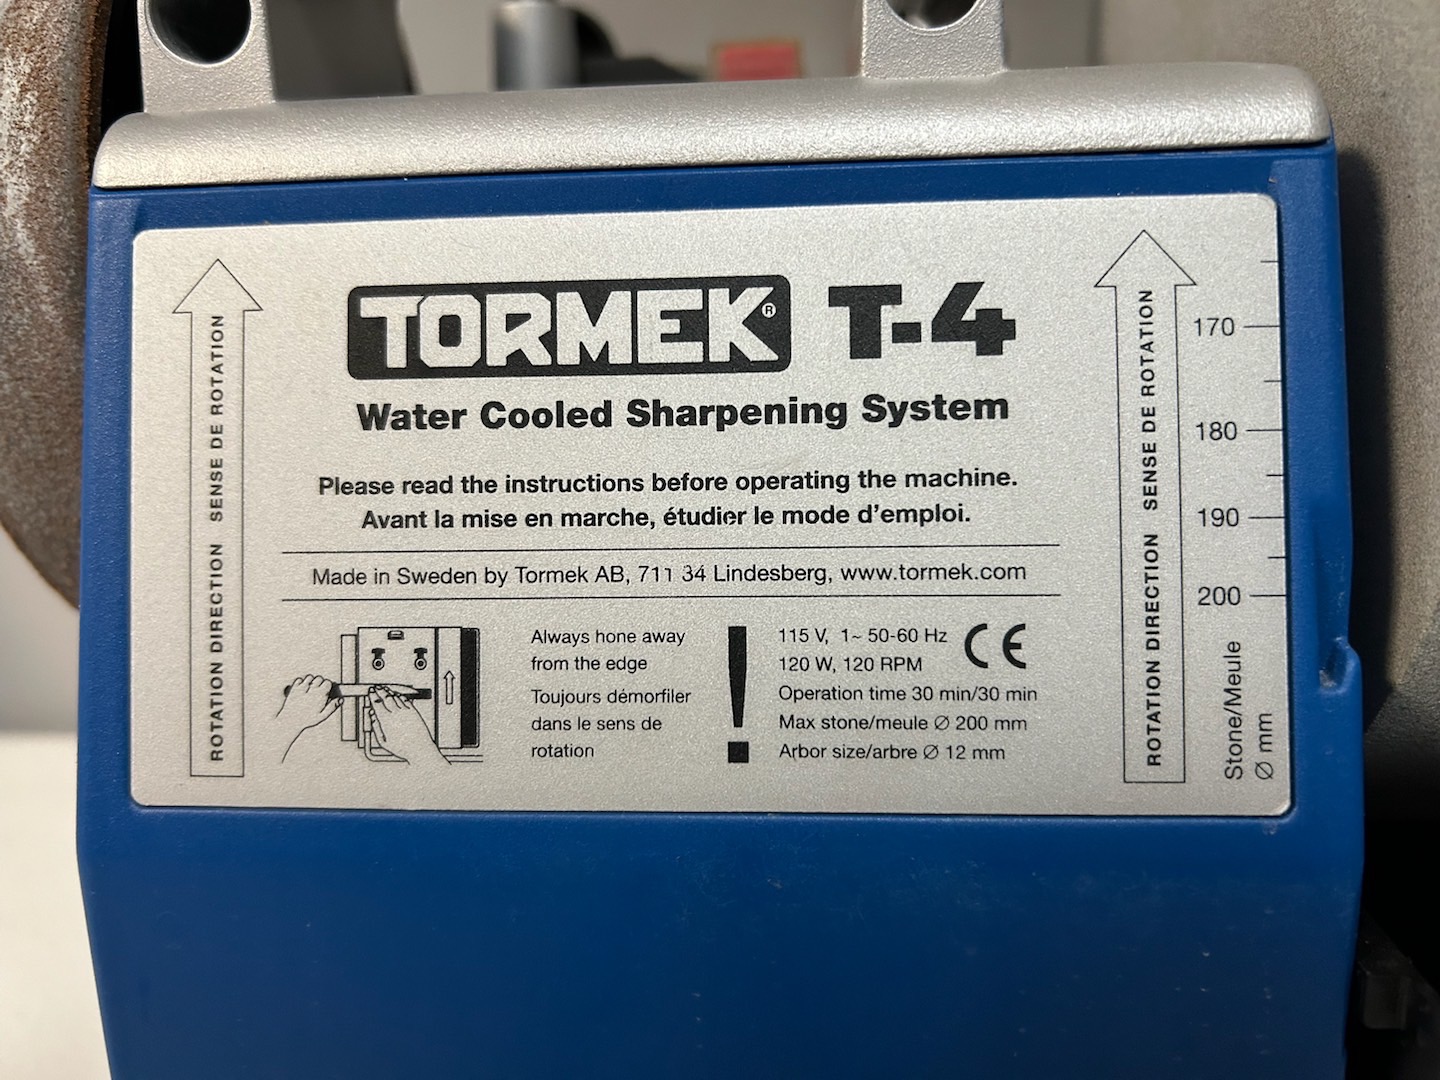 ROTATION DIRECTION SENSE DE ROTATION
TORMEK® T-4
Water Cooled Sharpening System
Please read the instructions before operating the machine.
Avant la mise en marche, étudier le mode d'emploi.
Made in Sweden by Tormek AB, 711 34 Lindesberg, www.tormek.com
Always hone away
from the edge
Toujours démorfiler
dans le sens de
rotation
!
115 V, 1~ 50-60 Hz CE
120 W, 120 RPM
Operation time 30 min/30 min
Max stone/meule Ø 200 mm
Arbor size/arbre Ø 12 mm
ROTATION DIRECTION SENSE DE ROTATION
170
180
190
200
Stone/Meule
Ø mm